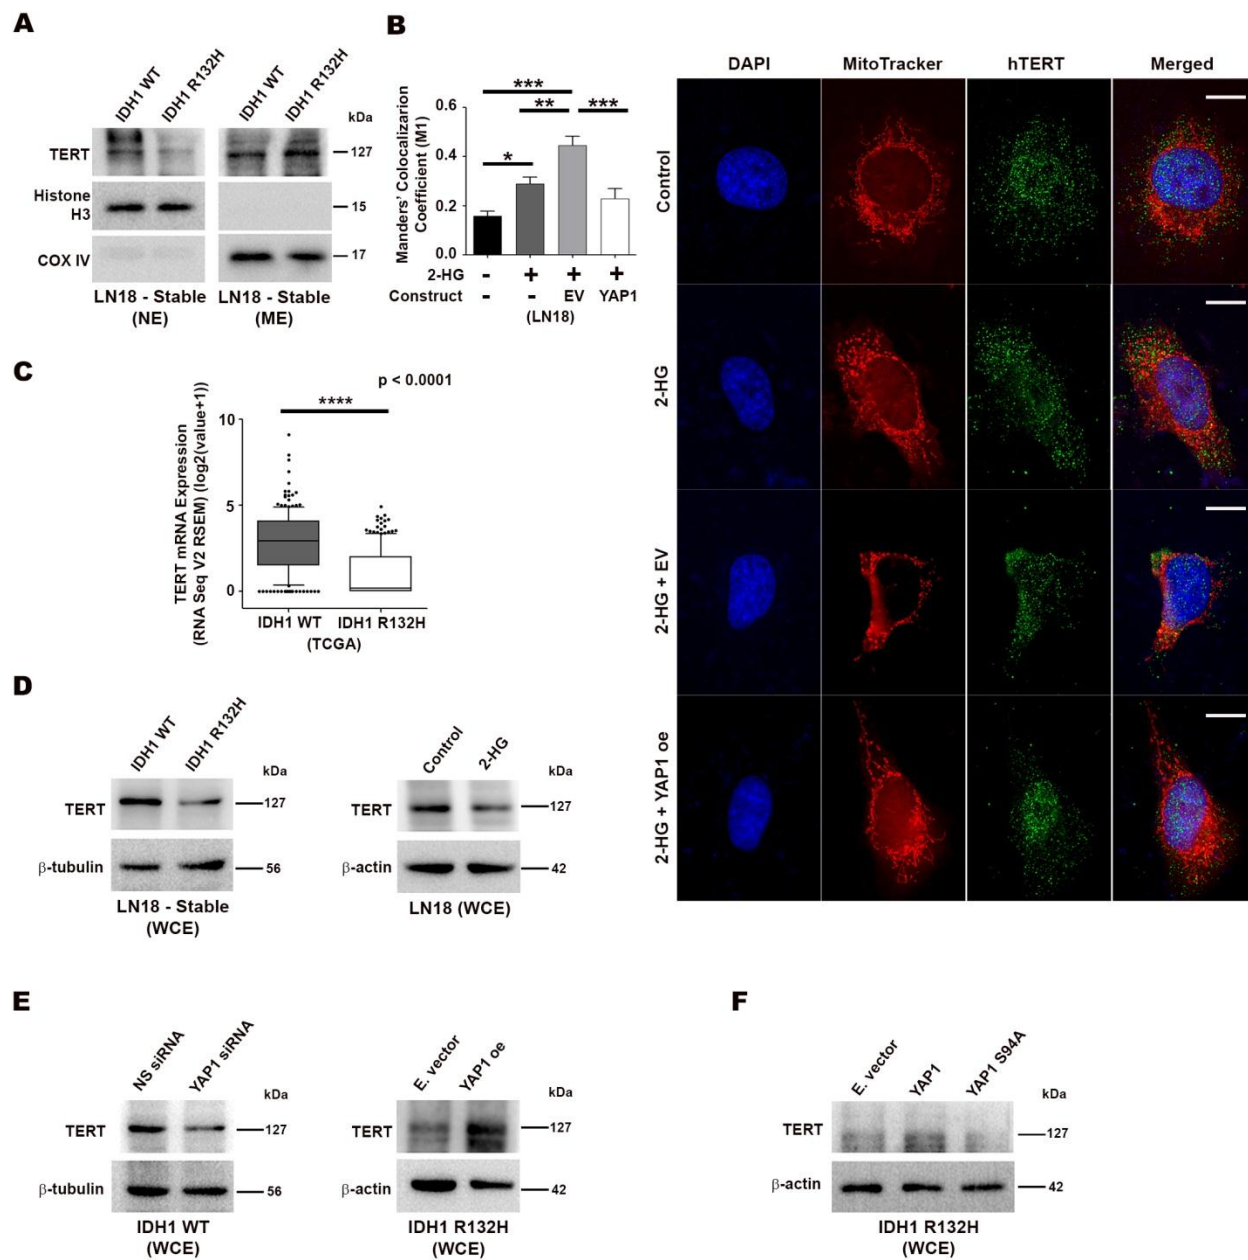 A
IDH1 WT
IDH1 R132H
IDH1 WT
IDH1 R132H
kDa
TERT
127
Histone
H3
15
COX IV
17
LN18 - Stable
(NE)
LN18 - Stable
(ME)
B
Manders' Colocalizarion
Coefficient (M1)
0.6
0.4
0.2
0.0
***
** ***
*
2-HG - + + +
Construct - - EV YAP1
(LN18)
DAPI MitoTracker hTERT Merged
Control
2-HG
2-HG + EV
2-HG + YAP1 oe
C
p < 0.0001
****
TERT mRNA Expression
(RNA Seq V2 RSEM) (log2(value+1))
10
5
0
IDH1 WT IDH1 R132H
(TCGA)
D
IDH1 WT
IDH1 R132H
kDa
TERT
127
β-tubulin
56
LN18 - Stable
(WCE)
Control
2-HG
kDa
TERT
127
β-actin
42
LN18 (WCE)
E
NS siRNA
YAP1 siRNA
kDa
TERT
127
β-tubulin
56
IDH1 WT
(WCE)
E. vector
YAP1 oe
kDa
TERT
127
β-actin
42
IDH1 R132H
(WCE)
F
E. vector
YAP1
YAP1 S94A
kDa
TERT
127
β-actin
42
IDH1 R132H
(WCE)